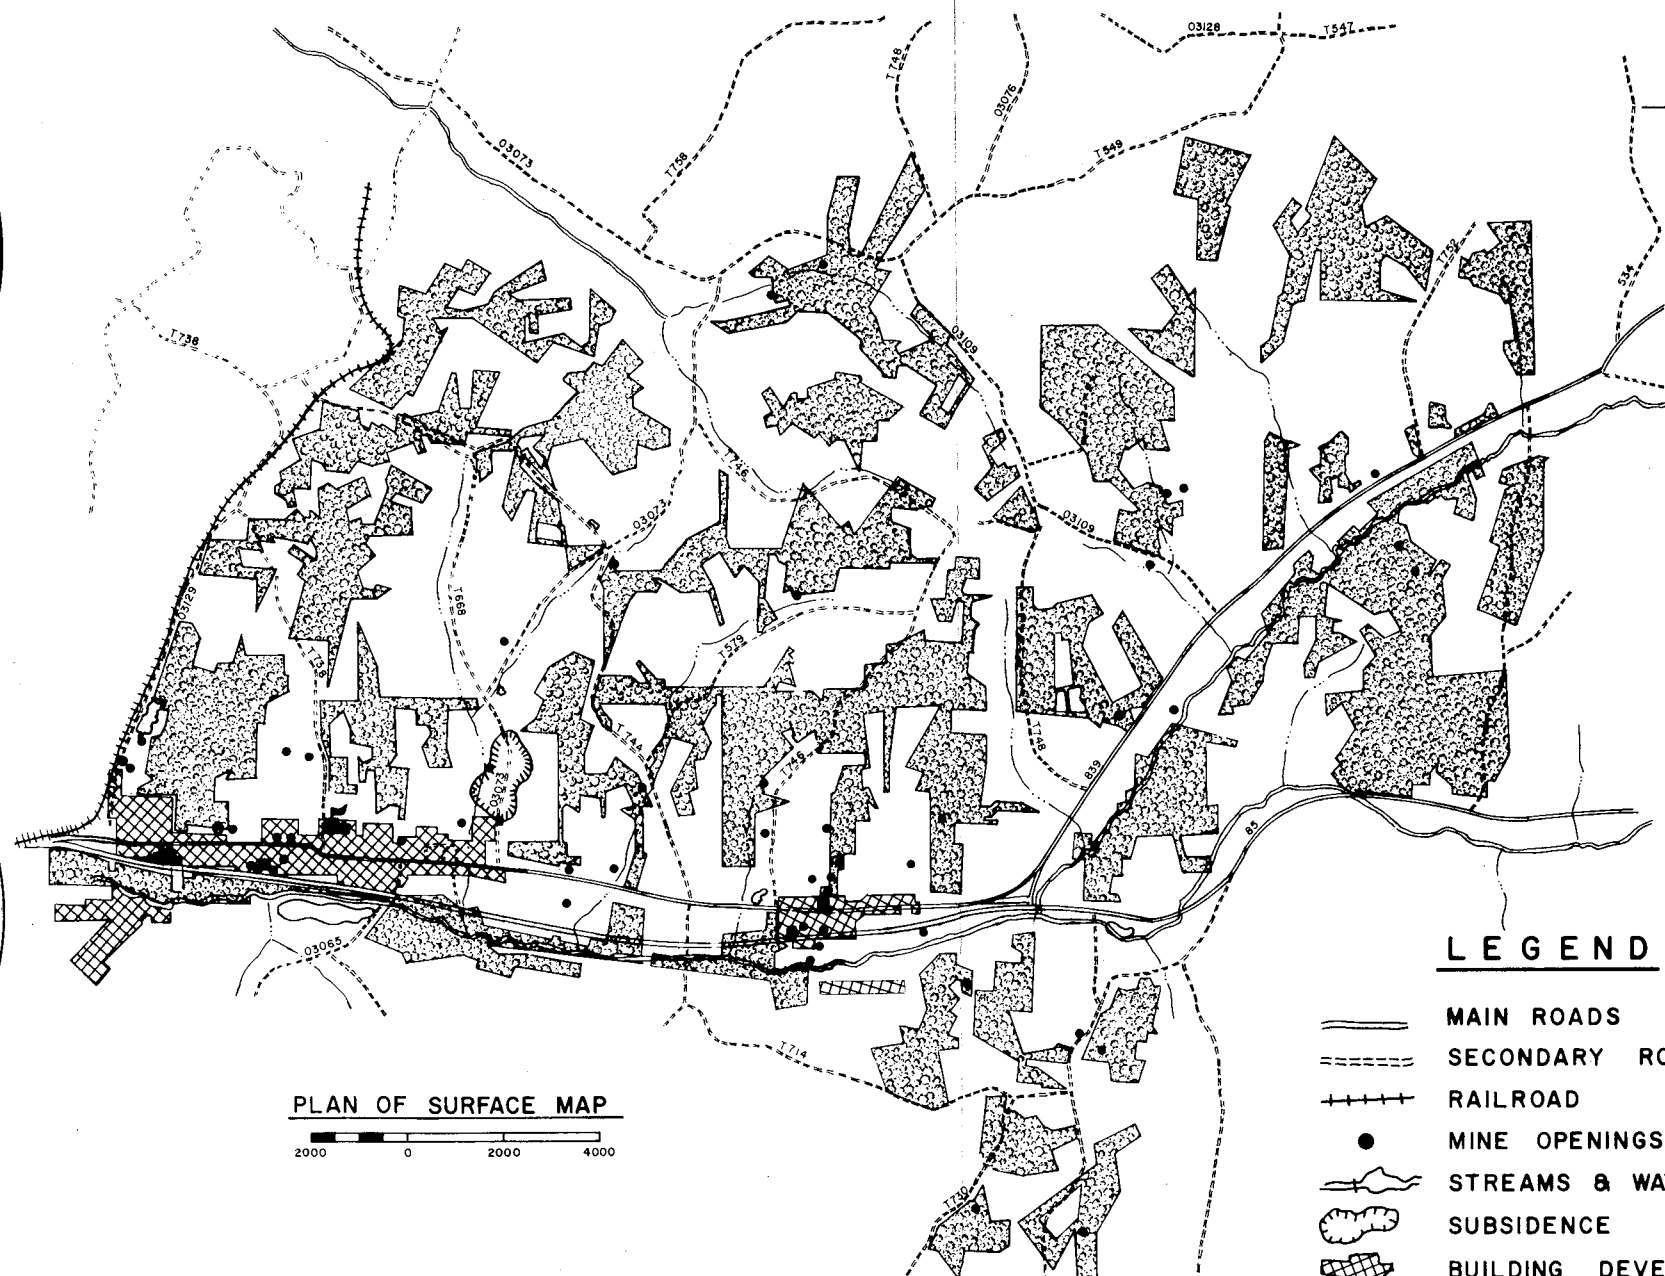 03128
T547
T748
03076
03073
T758
T549
T752
534
T738
03109
T746
03073
03109
03129
T668
T579
T736
T744
T748
T746
03073
839
85
03065
LEGEND
MAIN ROADS
SECONDARY RO
T714
PLAN OF SURFACE MAP
RAILROAD
2000 0 2000 4000
MINE OPENINGS
STREAMS & WA
T730
SUBSIDENCE
BUILDING DEVE